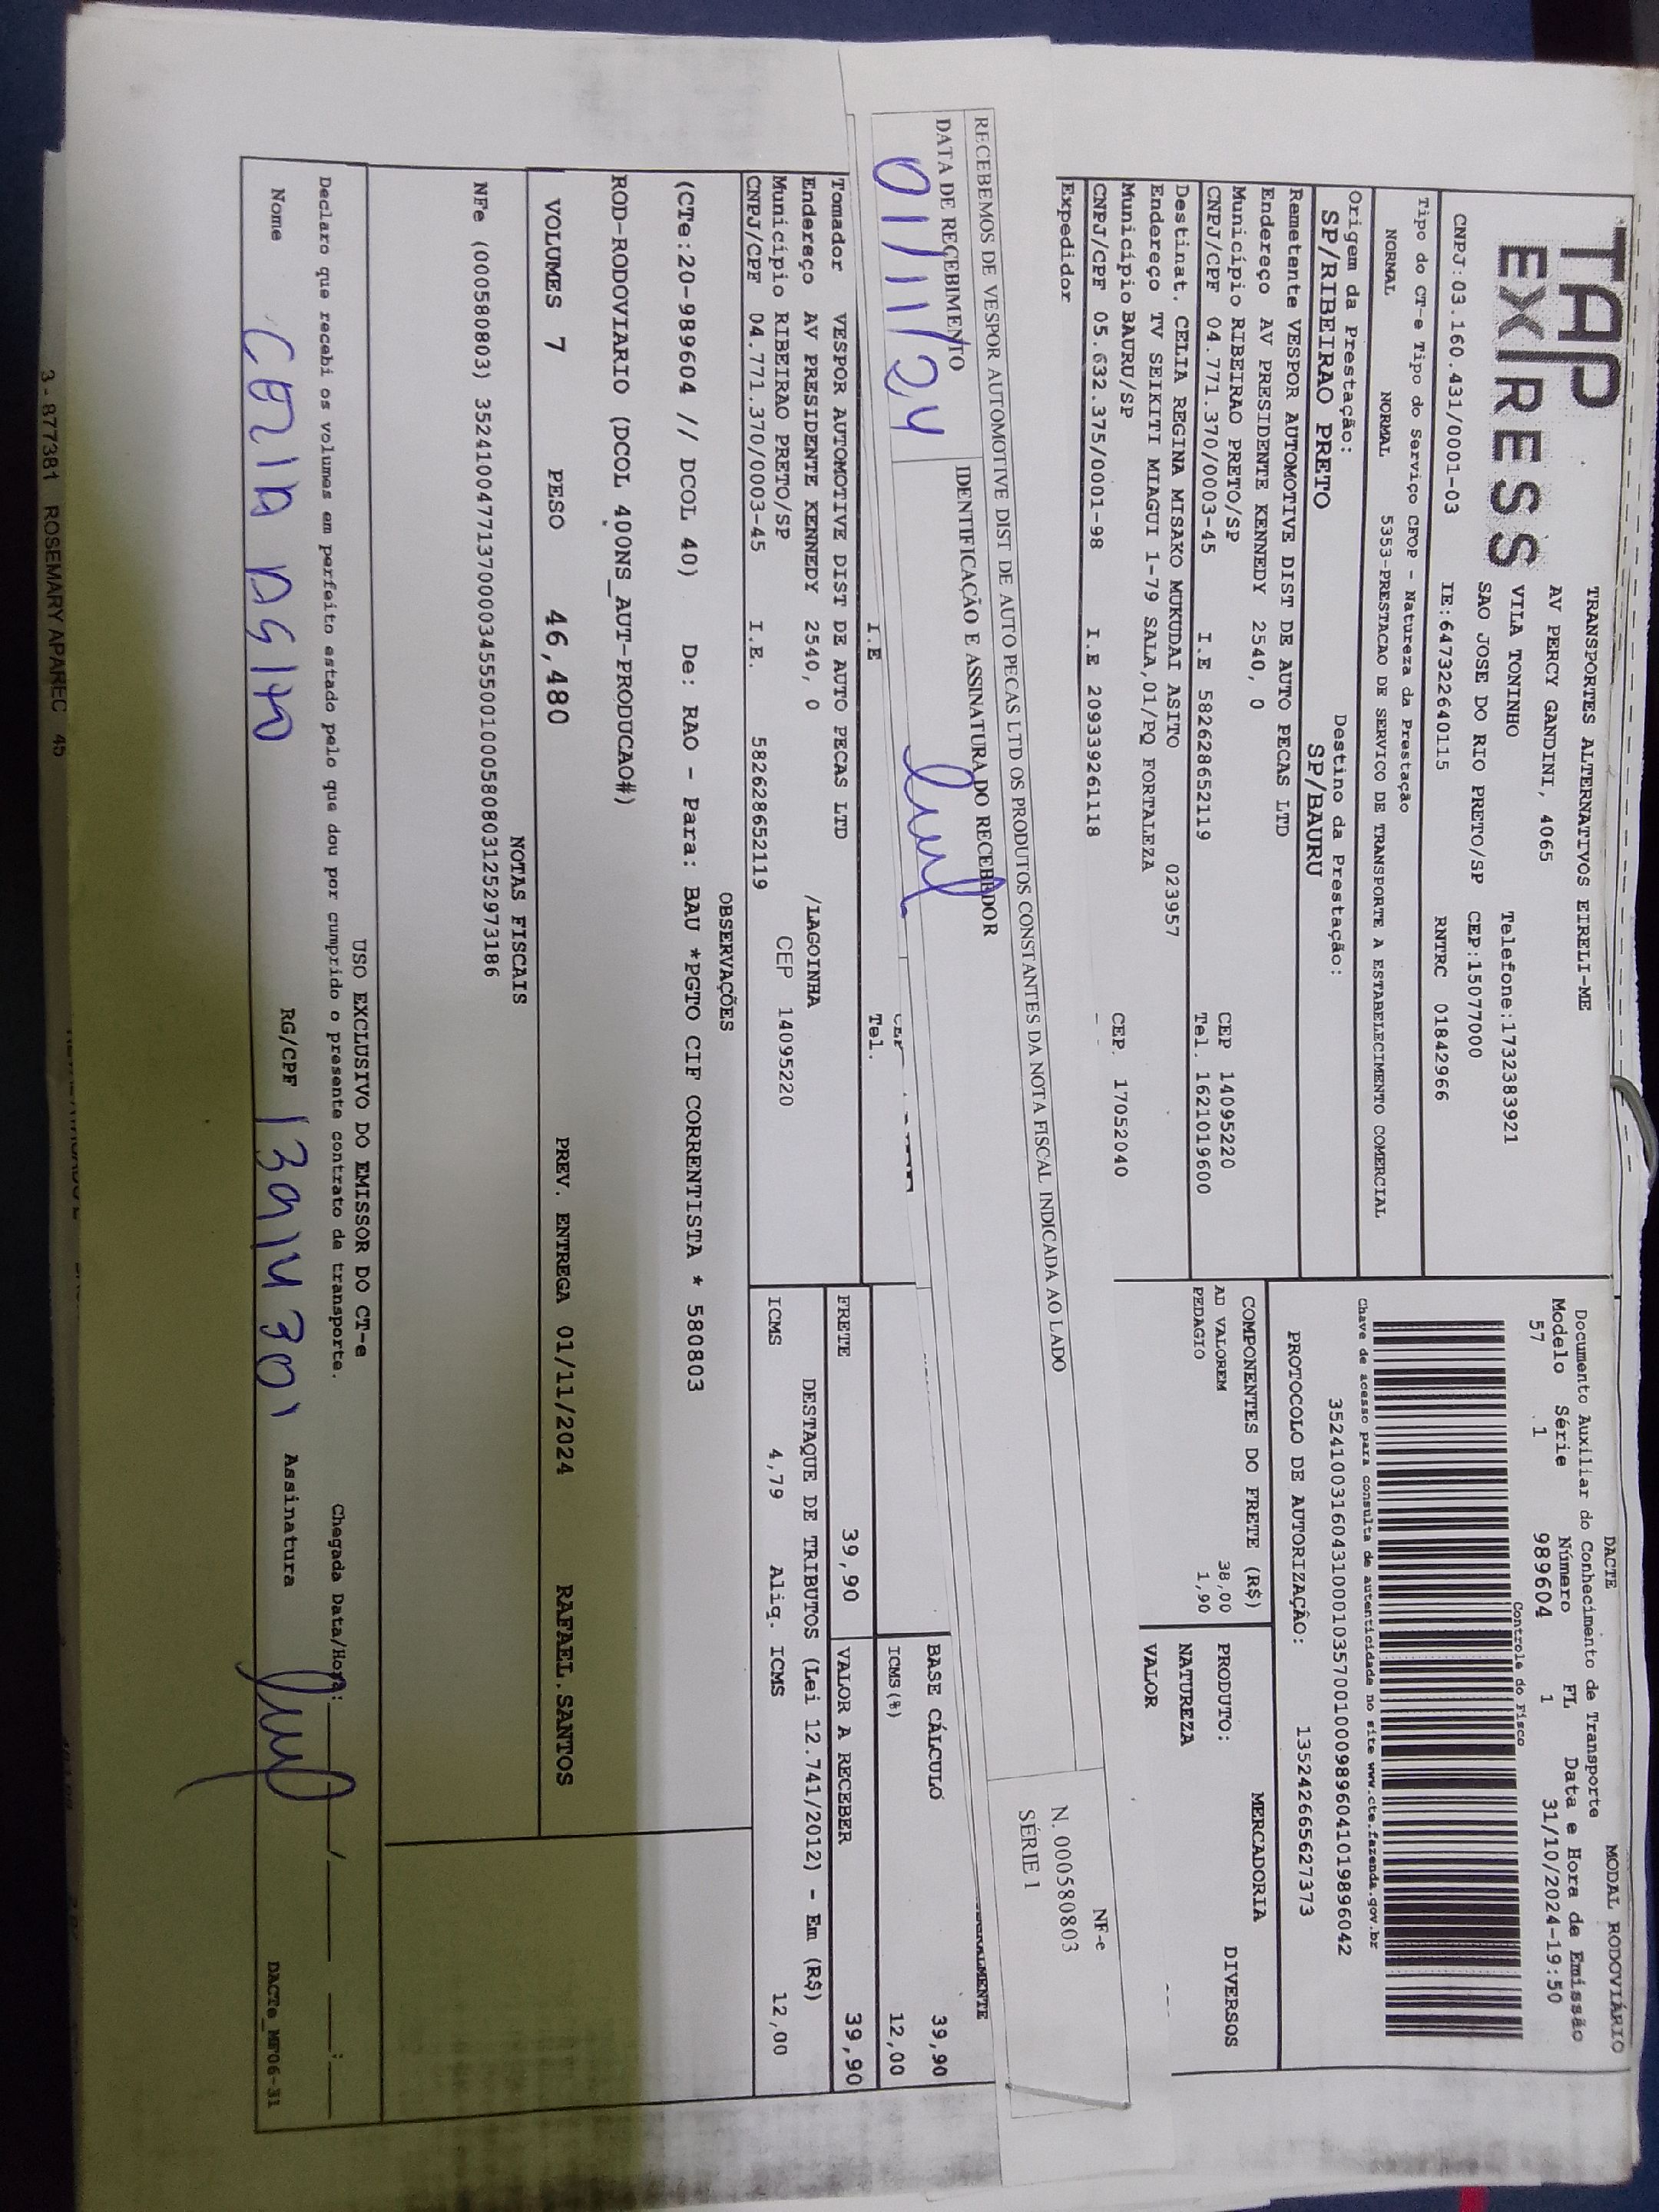 TAP
EXPRESS
TRANSPORTES ALTERNATIVOS EIRELI-ME
AV PERCY GANDINI, 4065
VILA TONINHO Telefone:1732383921
SAO JOSE DO RIO PRETO/SP CEP:15077000
CNPJ:03.160.431/0001-03 IE:647322640115 RNTRC 01842966
Tipo do CT-e Tipo do Serviço CFOP - Natureza da Prestação
NORMAL NORMAL 5353-PRESTACAO DE SERVICO DE TRANSPORTE A ESTABELECIMENTO COMERCIAL
Origem da Prestação: Destino da Prestação:
SP/RIBEIRAO PRETO SP/BAURU
Remetente VESPOR AUTOMOTIVE DIST DE AUTO PECAS LTD
Endereço AV PRESIDENTE KENNEDY 2540, 0
Município RIBEIRAO PRETO/SP CEP 14095220
CNPJ/CPF 04.771.370/0003-45 I.E 582628652119 Tel. 1621019600
Destinat. CELIA REGINA MISAKO MUKUDAI ASITO 023957
Endereço TV SEIKITI MIAGUI 1-79 SALA,01/PQ FORTALEZA
Município BAURU/SP CEP. 17052040
CNPJ/CPF 05.632.375/0001-98 I.E 209339261118
Expedidor
DACTE MODAL RODOVIÁRIO
Documento Auxiliar do Conhecimento de Transporte
Modelo Série Número FL Data e Hora de Emissão
57 1 989604 1 31/10/2024-19:50
Controle do Fisco
Chave de acesso para consulta de autenticidade no site www.cte.fazenda.gov.br
35241003160431000103570010009896041019896042
PROTOCOLO DE AUTORIZAÇÃO: 135242665627373
COMPONENTES DO FRETE (R$) MERCADORIA
AD VALOREM 38,00 PRODUTO: DIVERSOS
PEDAGIO 1,90 NATUREZA
VALOR
RECEBEMOS DE VESPOR AUTOMOTIVE DIST DE AUTO PECAS LTD OS PRODUTOS CONSTANTES DA NOTA FISCAL INDICADA AO LADO
DATA DE RECEBIMENTO IDENTIFICAÇÃO E ASSINATURA DO RECEBEDOR
01/11/24
NF-e
N. 000580803
SÉRIE 1
I.E Tel.
BASE CÁLCULO 39,90
ICMS(%) 12,00
Tomador VESPOR AUTOMOTIVE DIST DE AUTO PECAS LTD
Endereço AV PRESIDENTE KENNEDY 2540, 0 /LAGOINHA
Município RIBEIRAO PRETO/SP CEP 14095220
CNPJ/CPF 04.771.370/0003-45 I.E. 582628652119
FRETE 39,90 VALOR A RECEBER 39,90
DESTAQUE DE TRIBUTOS (Lei 12.741/2012) - Em (R$)
ICMS 4,79 Aliq. ICMS 12,00
OBSERVAÇÕES
(CTe:20-989604 // DCOL 40) De: RAO - Para: BAU *PGTO CIF CORRENTISTA * 580803
ROD-RODOVIARIO (DCOL 400NS_AUT-PRODUCAO#)
VOLUMES 7 PESO 46,480 PREV. ENTREGA 01/11/2024 RAFAEL.SANTOS
NOTAS FISCAIS
NFe (000580803) 35241004771370000345550010005808031252973186
USO EXCLUSIVO DO EMISSOR DO CT-e
Declaro que recebi os volumes em perfeito estado pelo que dou por cumprido o presente contrato de transporte. Chegada Data/Hora: ___/___ ___:___
Nome CELIA ASITO RG/CPF 139143301 Assinatura
DACTe_MF06-31
3 - 877381 ROSEMARY APAREC 45